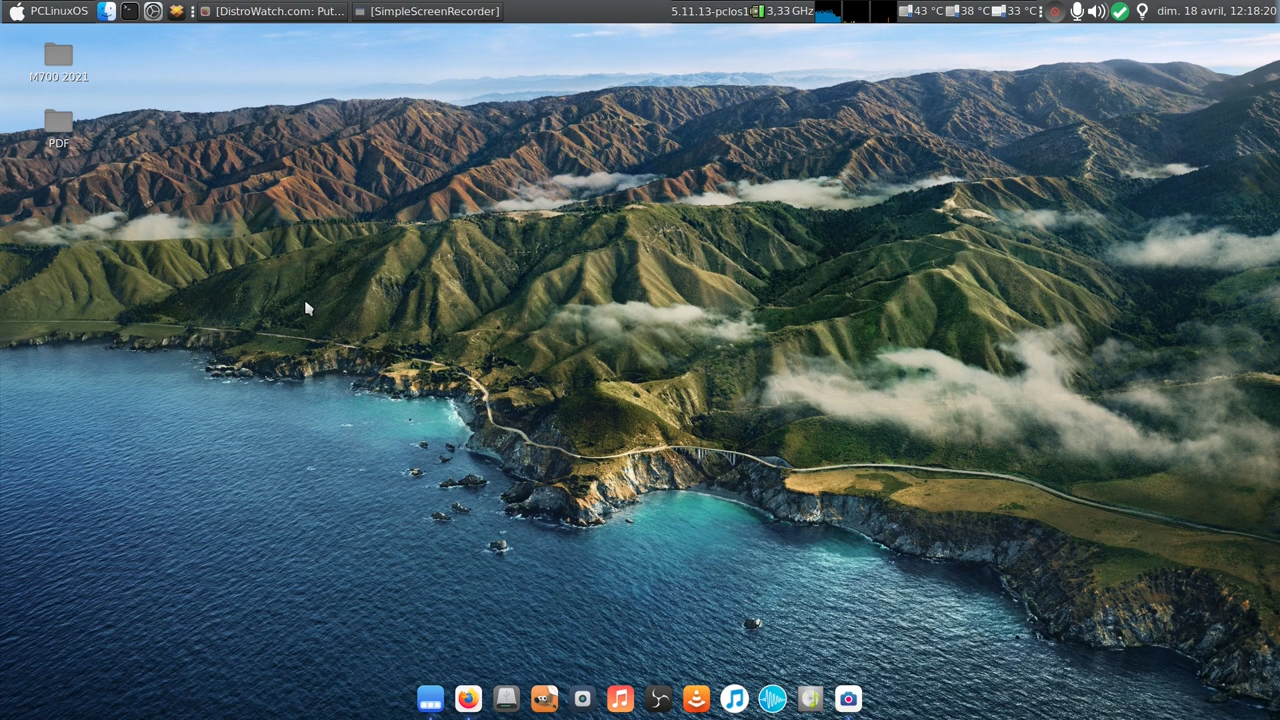 PCLinuxOS
[DistroWatch.com: Put...
[SimpleScreenRecorder]
5.11.13-pclos1
3,33 GHz
43 °C
38 °C
33 °C
dim. 18 avril, 12:18:20
M700 2021
PDF